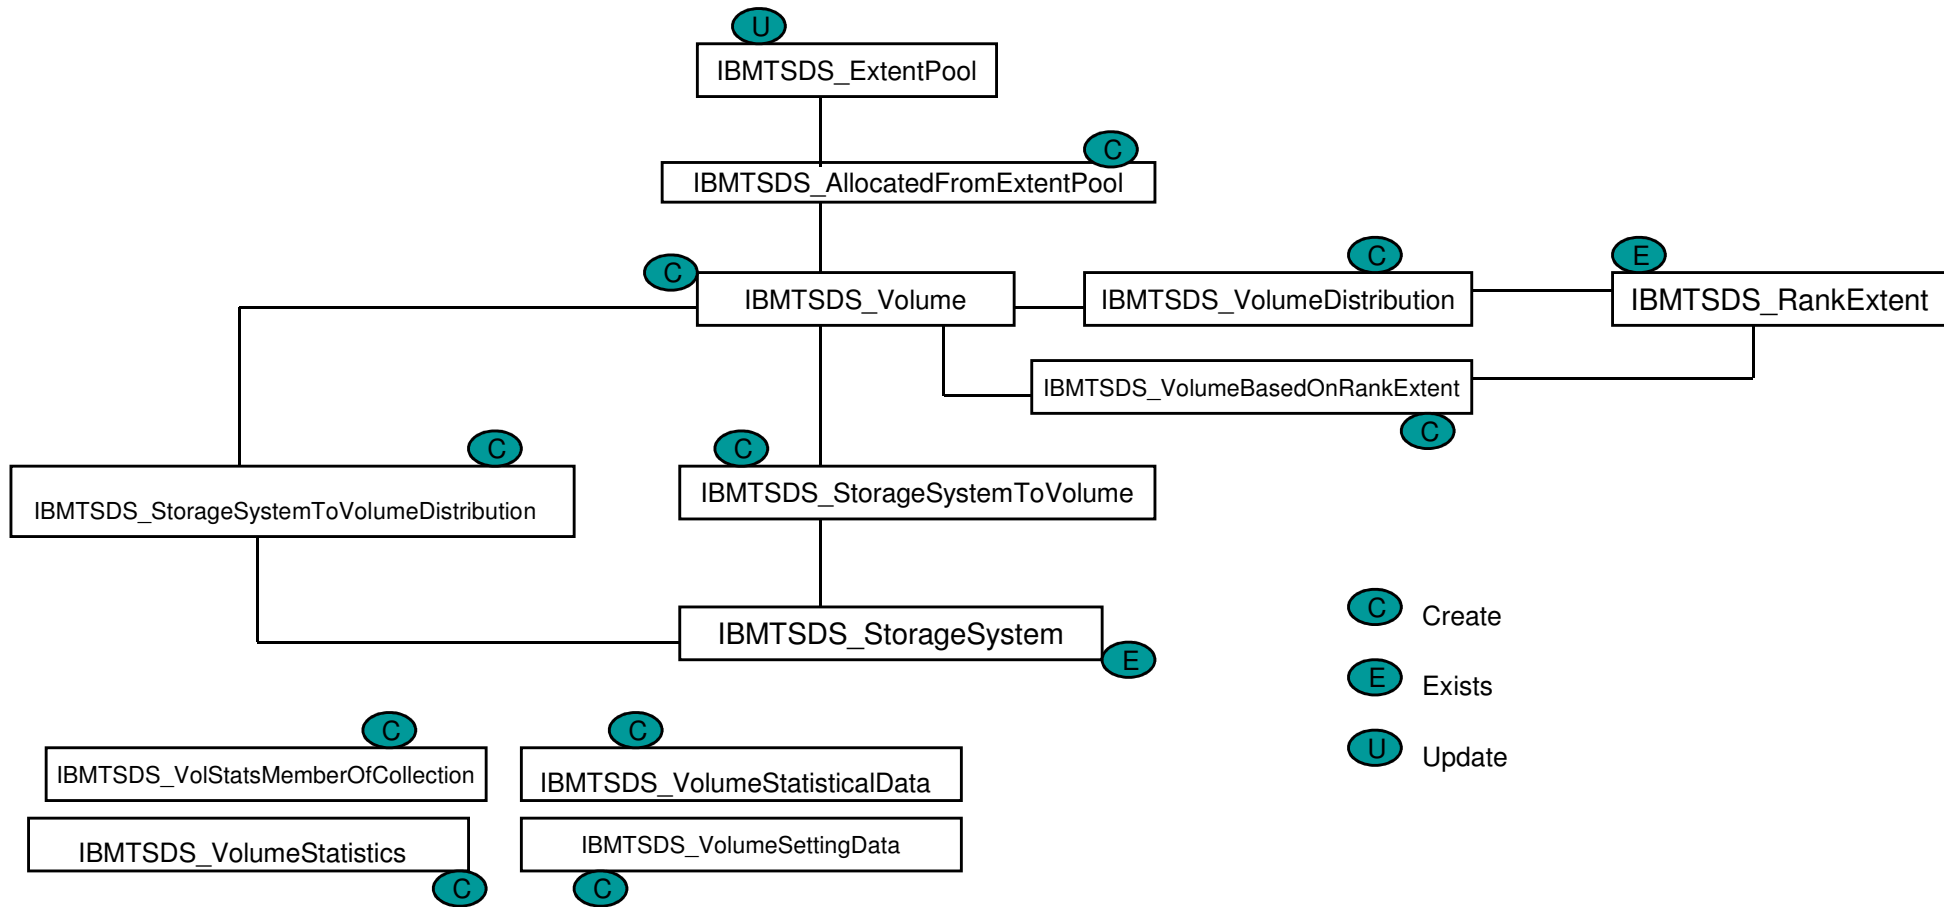 U
IBMTSDS_ExtentPool
C
IBMTSDS_AllocatedFromExtentPool
C
IBMTSDS_Volume
C
IBMTSDS_VolumeDistribution
E
IBMTSDS_RankExtent
IBMTSDS_VolumeBasedOnRankExtent
C
C
IBMTSDS_StorageSystemToVolumeDistribution
C
IBMTSDS_StorageSystemToVolume
IBMTSDS_StorageSystem
E
C Create
E Exists
U Update
C
IBMTSDS_VolStatsMemberOfCollection
C
IBMTSDS_VolumeStatisticalData
IBMTSDS_VolumeStatistics
C
IBMTSDS_VolumeSettingData
C